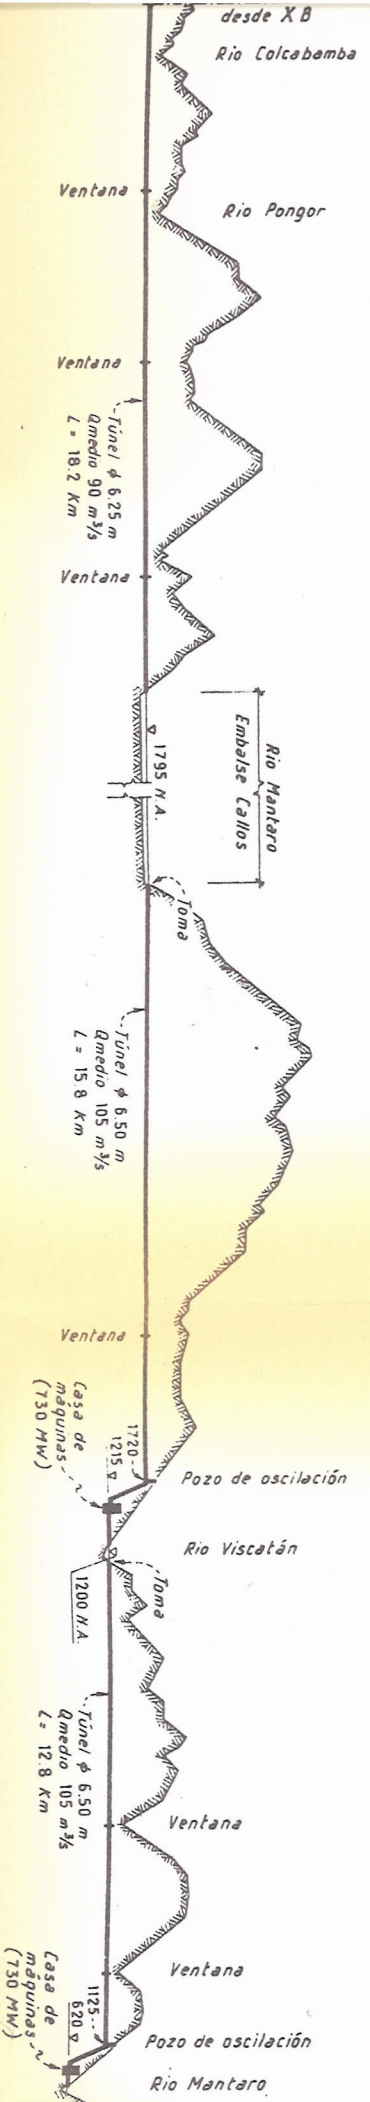 desde X B
Rio Colcabamba
Ventana
Rio Pongor
Ventana
Túnel ϕ 6.25 m
Qmedio 90 m³/s
L = 18.2 Km
Ventana
Rio Mantaro
Embalse Callos
1795 N.A.
Toma
Túnel ϕ 6.50 m
Qmedio 105 m³/s
L = 15.8 Km
Ventana
1720
1215
Casa de
máquinas
(730 MW)
Pozo de oscilación
Rio Viscatán
Toma
1200 N.A.
Túnel ϕ 6.50 m
Qmedio 105 m³/s
L = 12.8 Km
Ventana
Ventana
1125
620
Casa de
máquinas
(730 MW)
Pozo de oscilación
Rio Mantaro